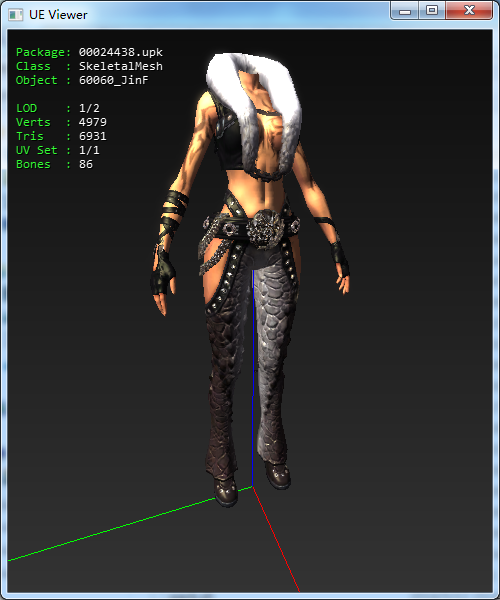 UE Viewer
Package: 00024438.upk
Class  : SkeletalMesh
Object : 60060_JinF
LOD    : 1/2
Verts  : 4979
Tris   : 6931
UV Set : 1/1
Bones  : 86